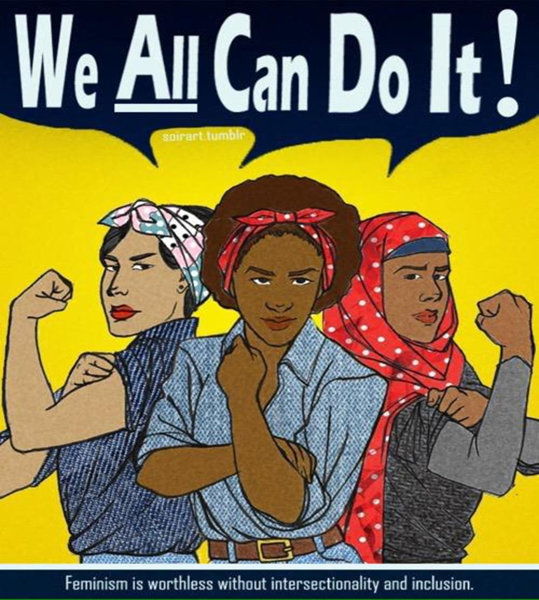 We All Can Do It!
soirart.tumblr
Feminism is worthless without intersectionality and inclusion.